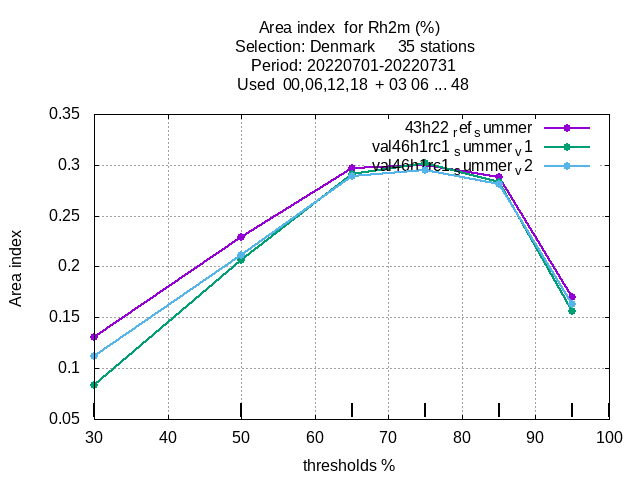 Area index  for Rh2m (%)
Selection: Denmark     35 stations
Period: 20220701-20220731
Used  00,06,12,18  + 03 06 ... 48
0.35
43h22 ref summer
val46h1rc1 summer v1
val46h1rc1 summer v2
0.3
0.25
0.2
0.15
0.1
0.05
Area index
30 40 50 60 70 80 90 100
thresholds %